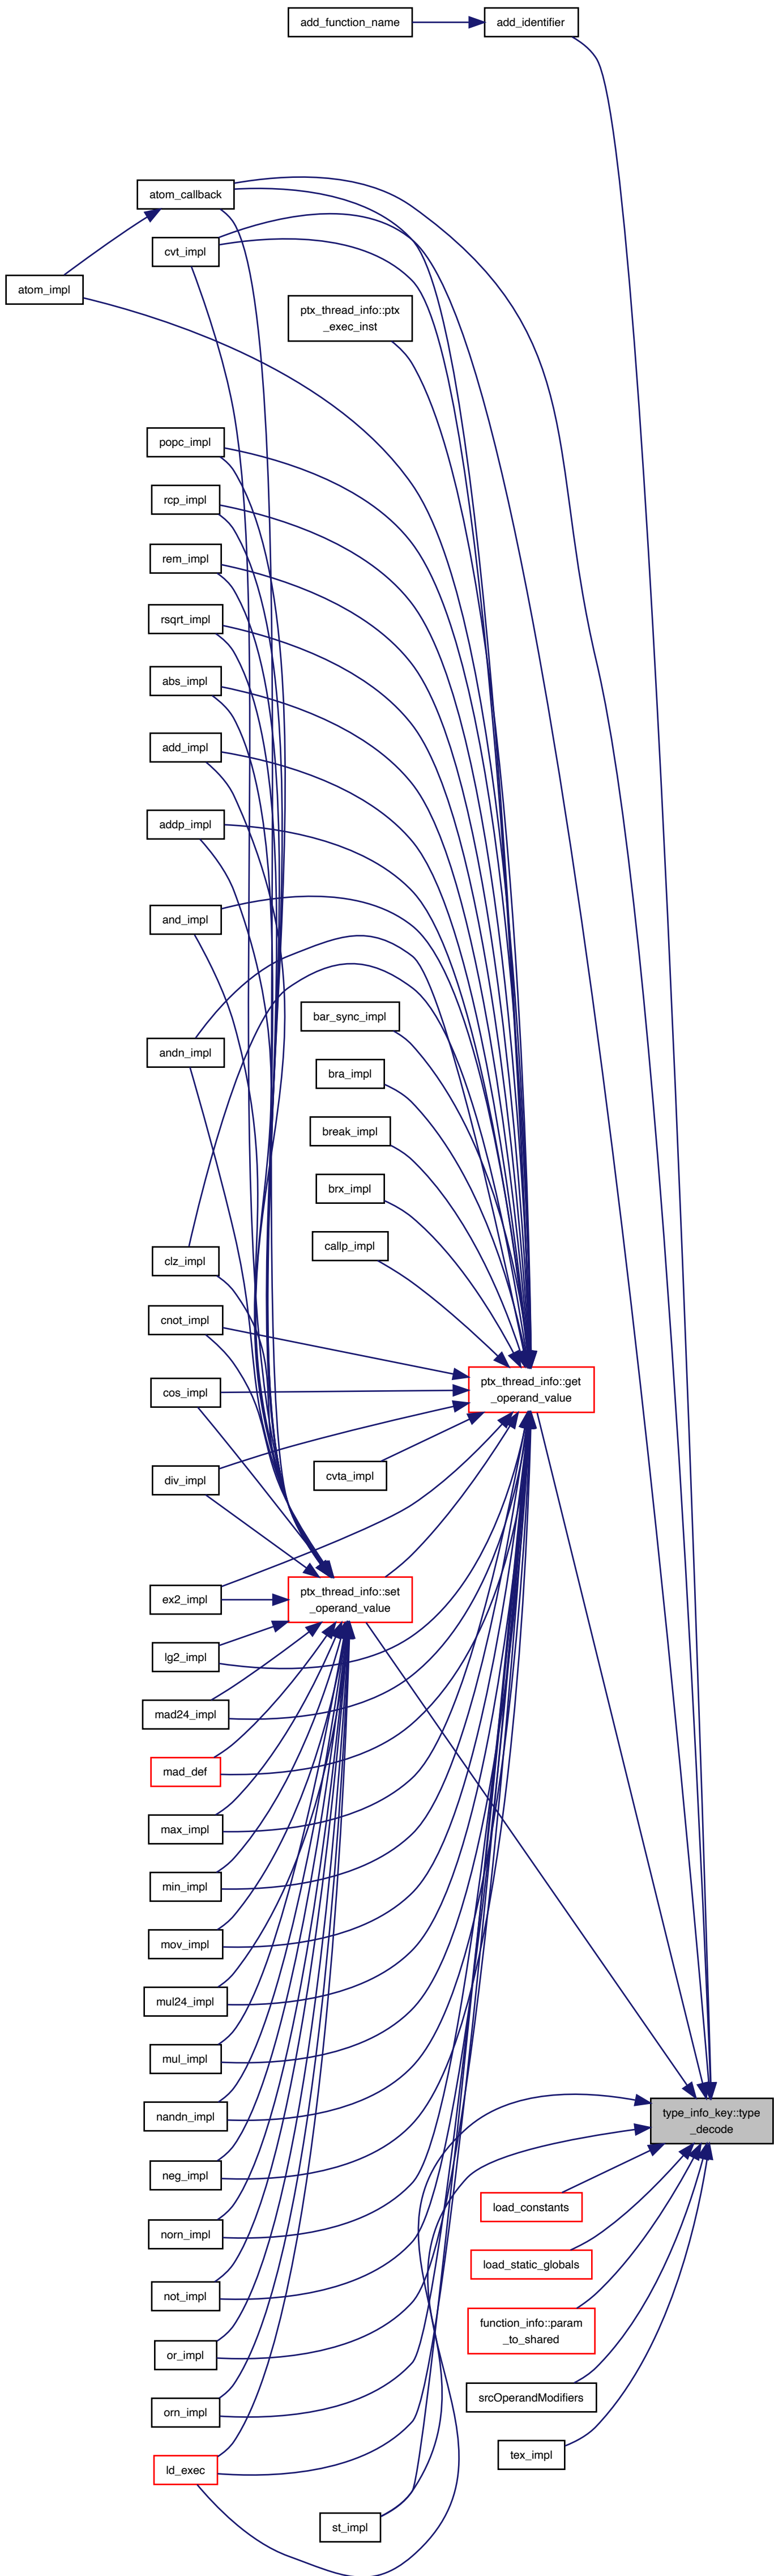 add_function_name
add_identifier
atom_callback
cvt_impl
atom_impl
ptx_thread_info::ptx
_exec_inst
popc_impl
rcp_impl
rem_impl
rsqrt_impl
abs_impl
add_impl
addp_impl
and_impl
bar_sync_impl
andn_impl
bra_impl
break_impl
brx_impl
callp_impl
clz_impl
cnot_impl
ptx_thread_info::get
_operand_value
cos_impl
cvta_impl
div_impl
ptx_thread_info::set
_operand_value
ex2_impl
lg2_impl
mad24_impl
mad_def
max_impl
min_impl
mov_impl
mul24_impl
mul_impl
nandn_impl
type_info_key::type
_decode
neg_impl
load_constants
norn_impl
load_static_globals
not_impl
function_info::param
_to_shared
or_impl
srcOperandModifiers
orn_impl
tex_impl
ld_exec
st_impl